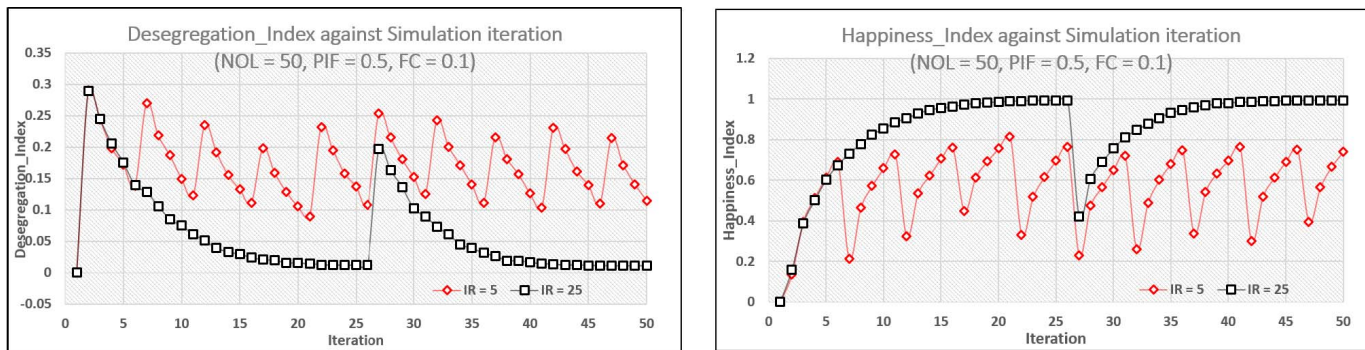 Desegregation_Index against Simulation iteration
(NOL = 50, PIF = 0.5, FC = 0.1)
Desegregation_Index
0.35
0.3
0.25
0.2
0.15
0.1
0.05
0
-0.05
IR = 5
IR = 25
0 5 10 15 20 25 30 35 40 45 50
Iteration
Happiness_Index against Simulation iteration
(NOL = 50, PIF = 0.5, FC = 0.1)
Happiness_Index
1.2
1
0.8
0.6
0.4
0.2
0
IR = 5
IR = 25
0 5 10 15 20 25 30 35 40 45 50
Iteration